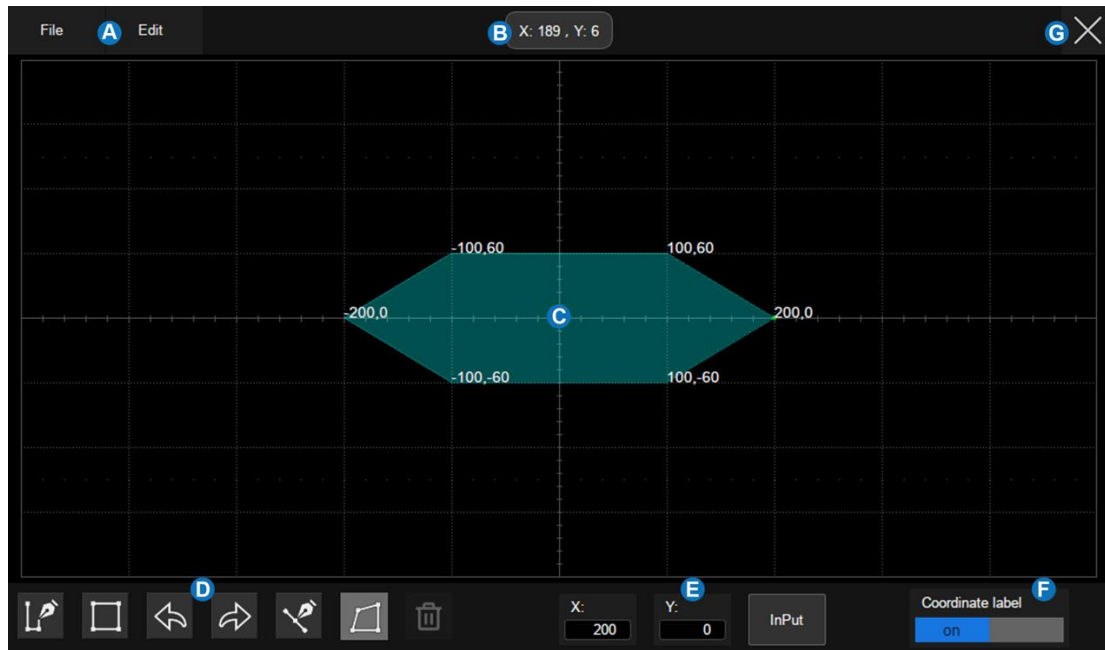 File A Edit B X: 189 , Y: 6 G
-100,60 100,60
-200,0 C 200,0
-100,-60 100,-60
D E F
X: Y: Coordinate label
200 0 InPut on